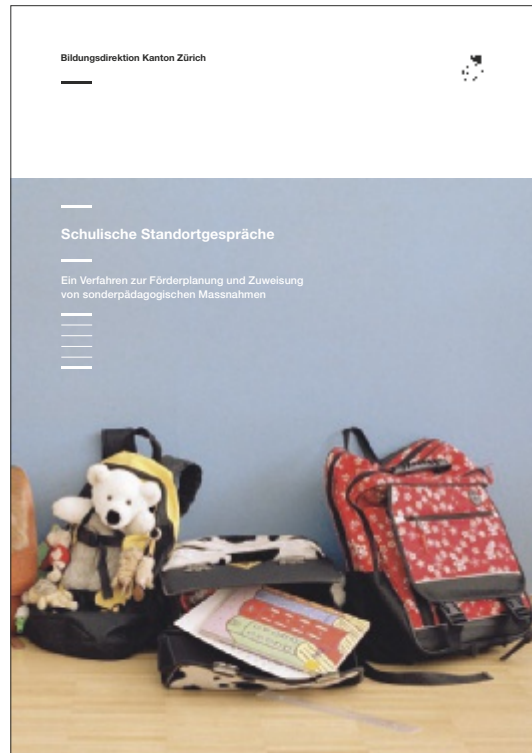 Bildungsdirektion Kanton Zürich
Schulische Standortgespräche
Ein Verfahren zur Förderplanung und Zuweisung
von sonderpädagogischen Massnahmen